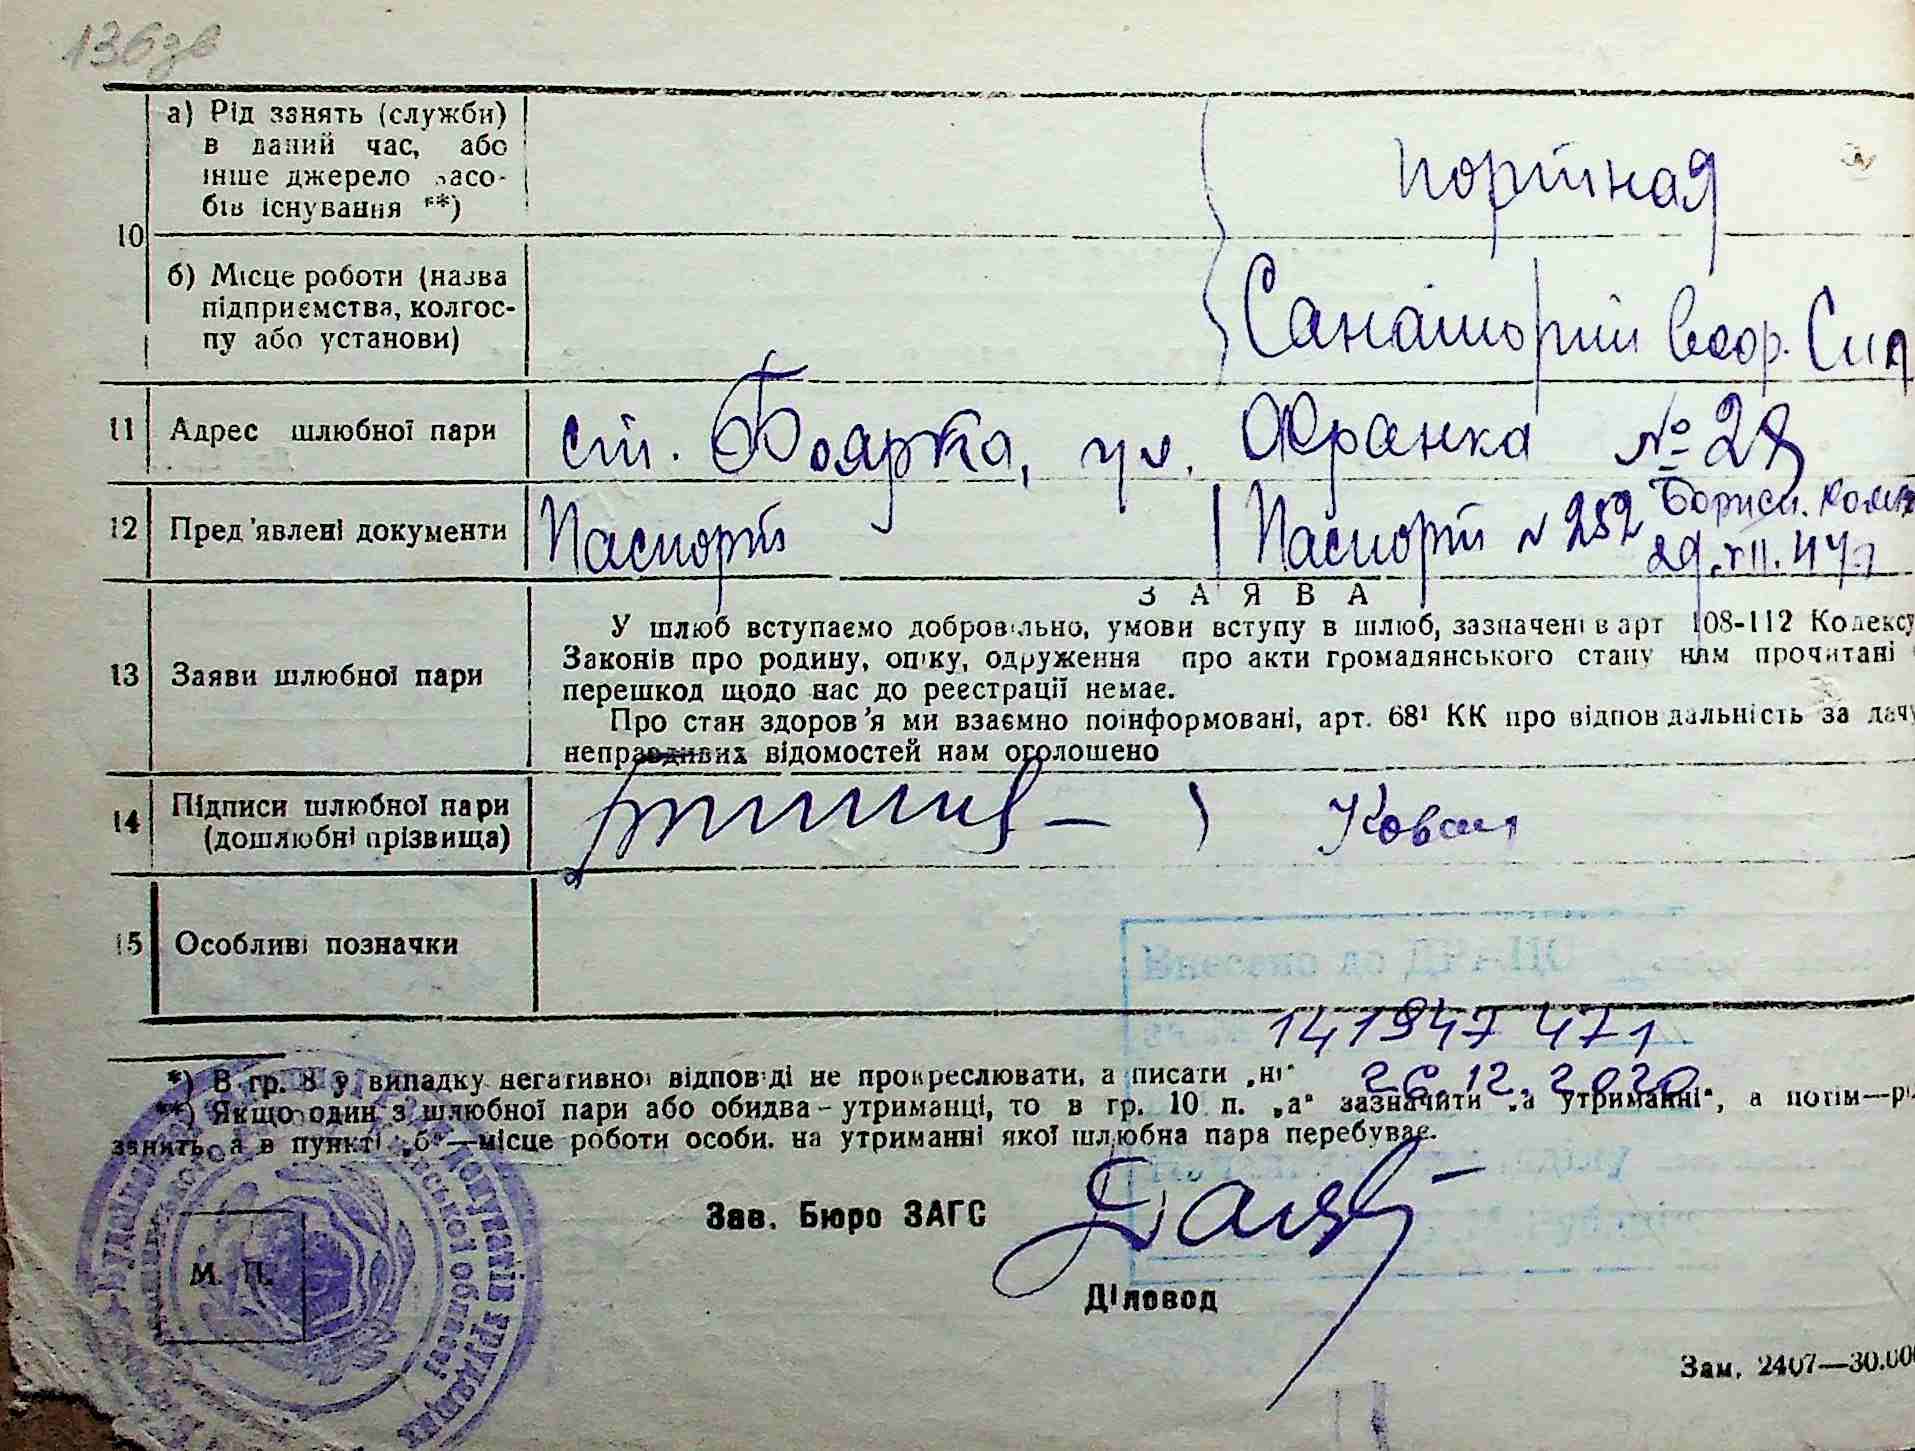 136зв
а) Рід занять (служби)
в даний час, або
інше джерело засо-
бів існування **)
портная
10
б) Місце роботи (назва
підприємства, колгос-
пу або установи)
Санаторий Воор. Сил
11 Адрес шлюбної пари ст. Боярка, ул. Франка № 28
12 Пред'явлені документи Паспорт Паспорт № 252
29.XII.47
З А Я В А
13 Заяви шлюбної пари
У шлюб вступаємо добровільно, умови вступу в шлюб, зазначені в арт 108-112 Кодексу
Законів про родину, опіку, одруження про акти громадянського стану нам прочитані
перешкод щодо нас до реєстрації немає.
Про стан здоров'я ми взаємно поінформовані, арт. 68¹ КК про відповідальність за дачу
неправдивих відомостей нам оголошено
14 Підписи шлюбної пари
(дошлюбні прізвища)
15 Особливі позначки
Внесено до ДРАЦС
141947 471
26.12.2020
*) В гр. 8 у випадку негативної відповіді не прокреслювати, а писати „ні“
**) Якщо один з шлюбної пари або обидва - утриманці, то в гр. 10 п. „а“ зазначити „а утриманні“, а потім—рі
занять, а в пункті „б“—місце роботи особи, на утриманні якої шлюбна пара перебуває.
Зав. Бюро ЗАГС
М. П.
депутатів трудящих
області
Діловод
Зам. 2407—30.000